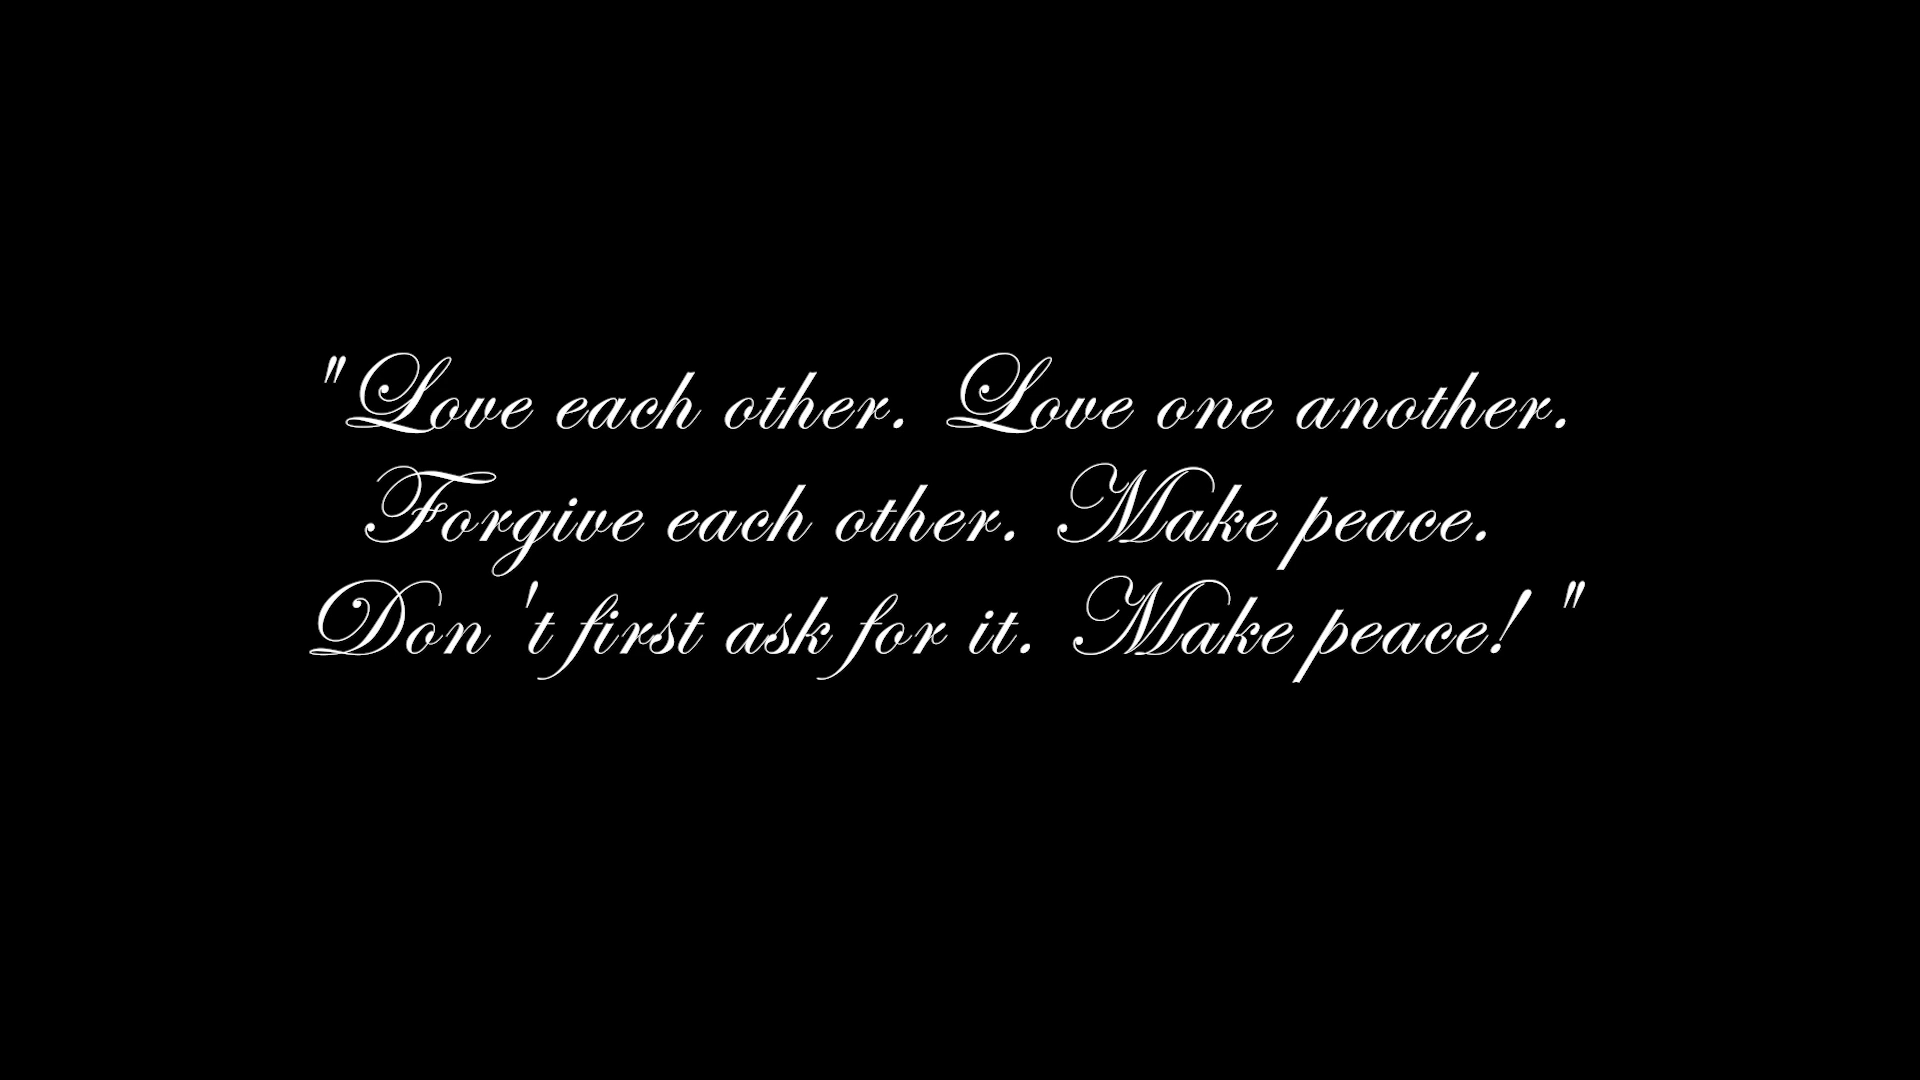 "Love each other. Love one another.
Forgive each other. Make peace.
Don't first ask for it. Make peace!"